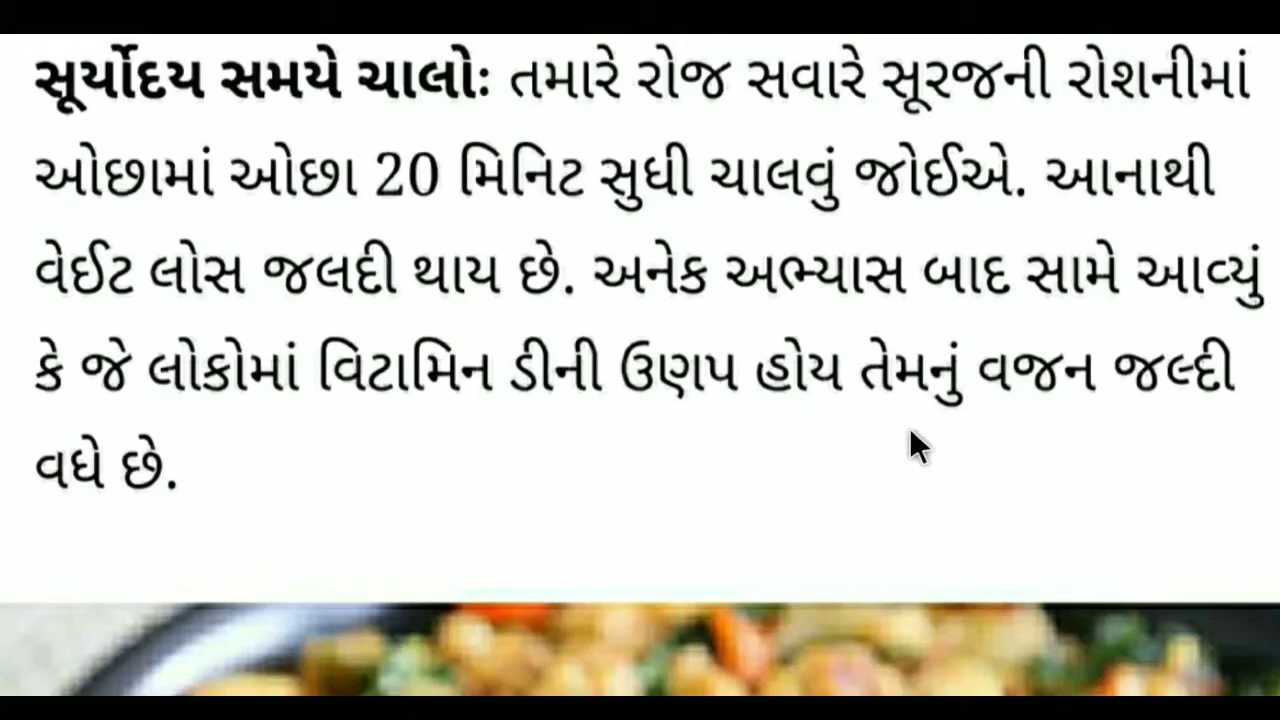 સૂર્યોદય સમયે ચાલોઃ તમારે રોજ સવારે સૂરજની રોશનીમાં
ઓછામાં ઓછા 20 મિનિટ સુધી ચાલવું જોઈએ. આનાથી
વેઈટ લોસ જલદી થાય છે. અનેક અભ્યાસ બાદ સામે આવ્યું
કે જે લોકોમાં વિટામિન ડીની ઉણપ હોય તેમનું વજન જલ્દી
વધે છે.